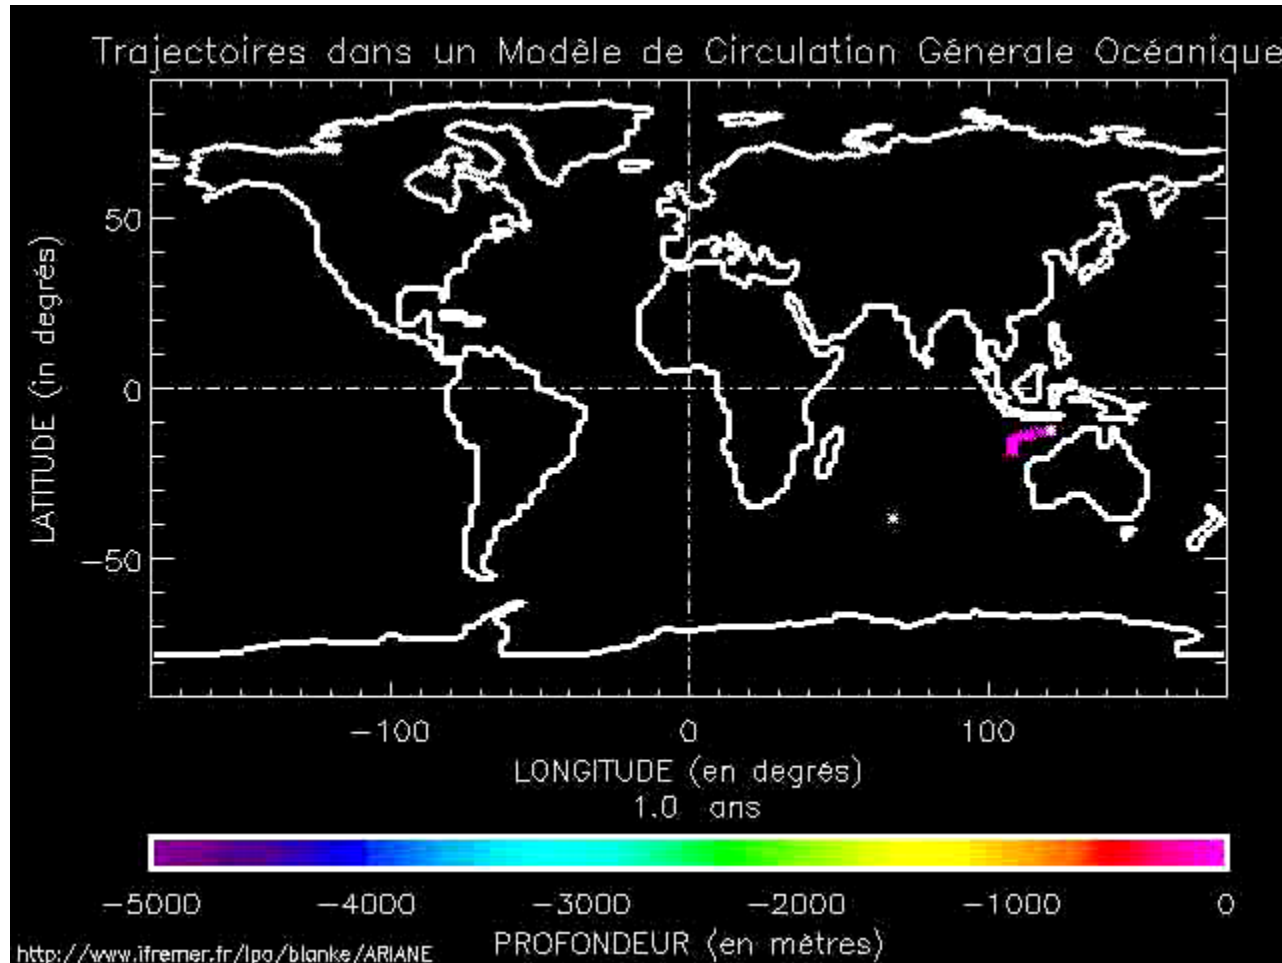 Trajectoires dans un Modèle de Circulation Génerale Océanique
LATITUDE (in degrés)
50
0
−50
−100 0 100
LONGITUDE (en degrés)
1.0 ans
−5000 −4000 −3000 −2000 −1000 0
PROFONDEUR (en mètres)
http://www.ifremer.fr/lpo/blanke/ARIANE